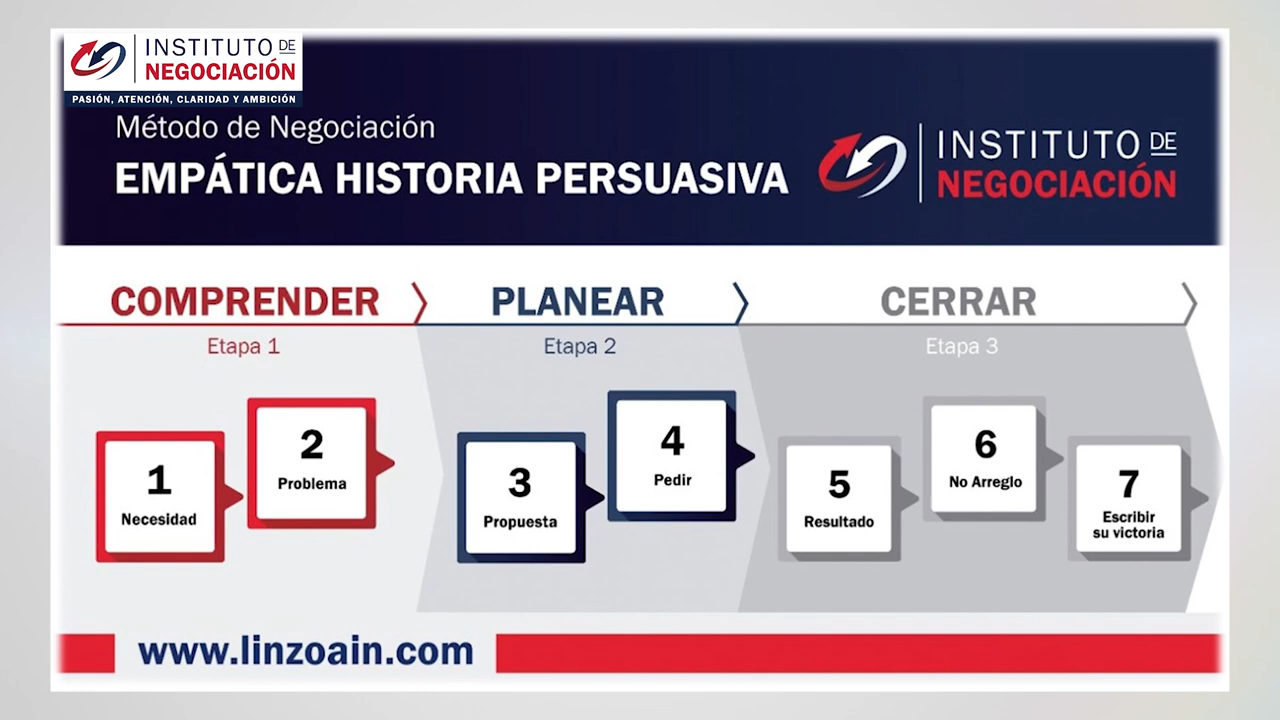 INSTITUTO DE
NEGOCIACIÓN
PASIÓN, ATENCIÓN, CLARIDAD Y AMBICIÓN
Método de Negociación
EMPÁTICA HISTORIA PERSUASIVA
INSTITUTO DE
NEGOCIACIÓN
COMPRENDER
Etapa 1
1
Necesidad
2
Problema
PLANEAR
Etapa 2
3
Propuesta
4
Pedir
CERRAR
Etapa 3
5
Resultado
6
No Arreglo
7
Escribir
su victoria
www.linzoain.com